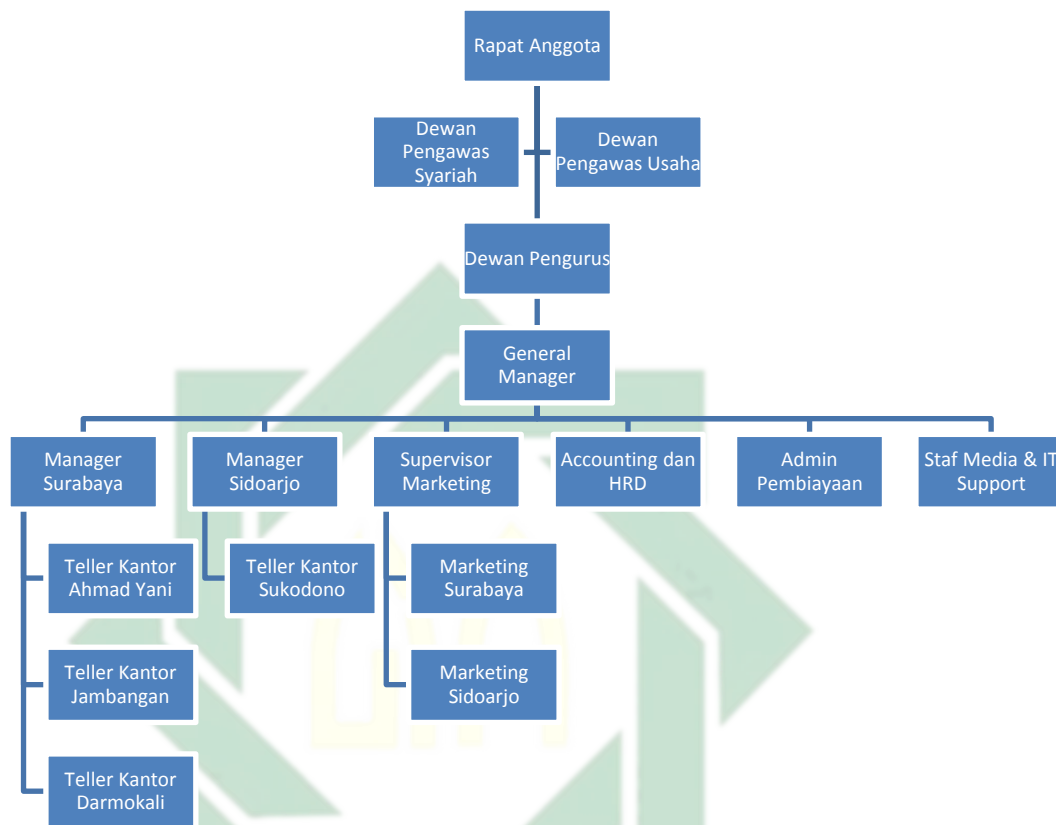 Rapat Anggota
Dewan
Pengawas
Syariah
Dewan
Pengawas Usaha
Dewan Pengurus
General
Manager
Manager
Surabaya
Manager
Sidoarjo
Supervisor
Marketing
Accounting dan
HRD
Admin
Pembiayaan
Staf Media & IT
Support
Teller Kantor
Ahmad Yani
Teller Kantor
Sukodono
Marketing
Surabaya
Teller Kantor
Jambangan
Marketing
Sidoarjo
Teller Kantor
Darmokali